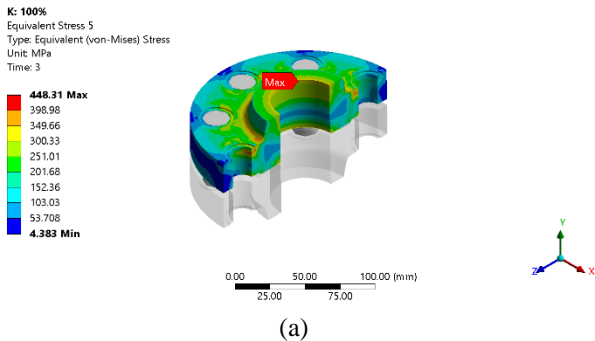 K: 100%
Equivalent Stress 5
Type: Equivalent (von-Mises) Stress
Unit: MPa
Time: 3
448.31 Max
398.98
349.66
300.33
251.01
201.68
152.36
103.03
53.708
4.383 Min
Max
Y
Z
X
0.00 50.00 100.00 (mm)
25.00 75.00
(a)